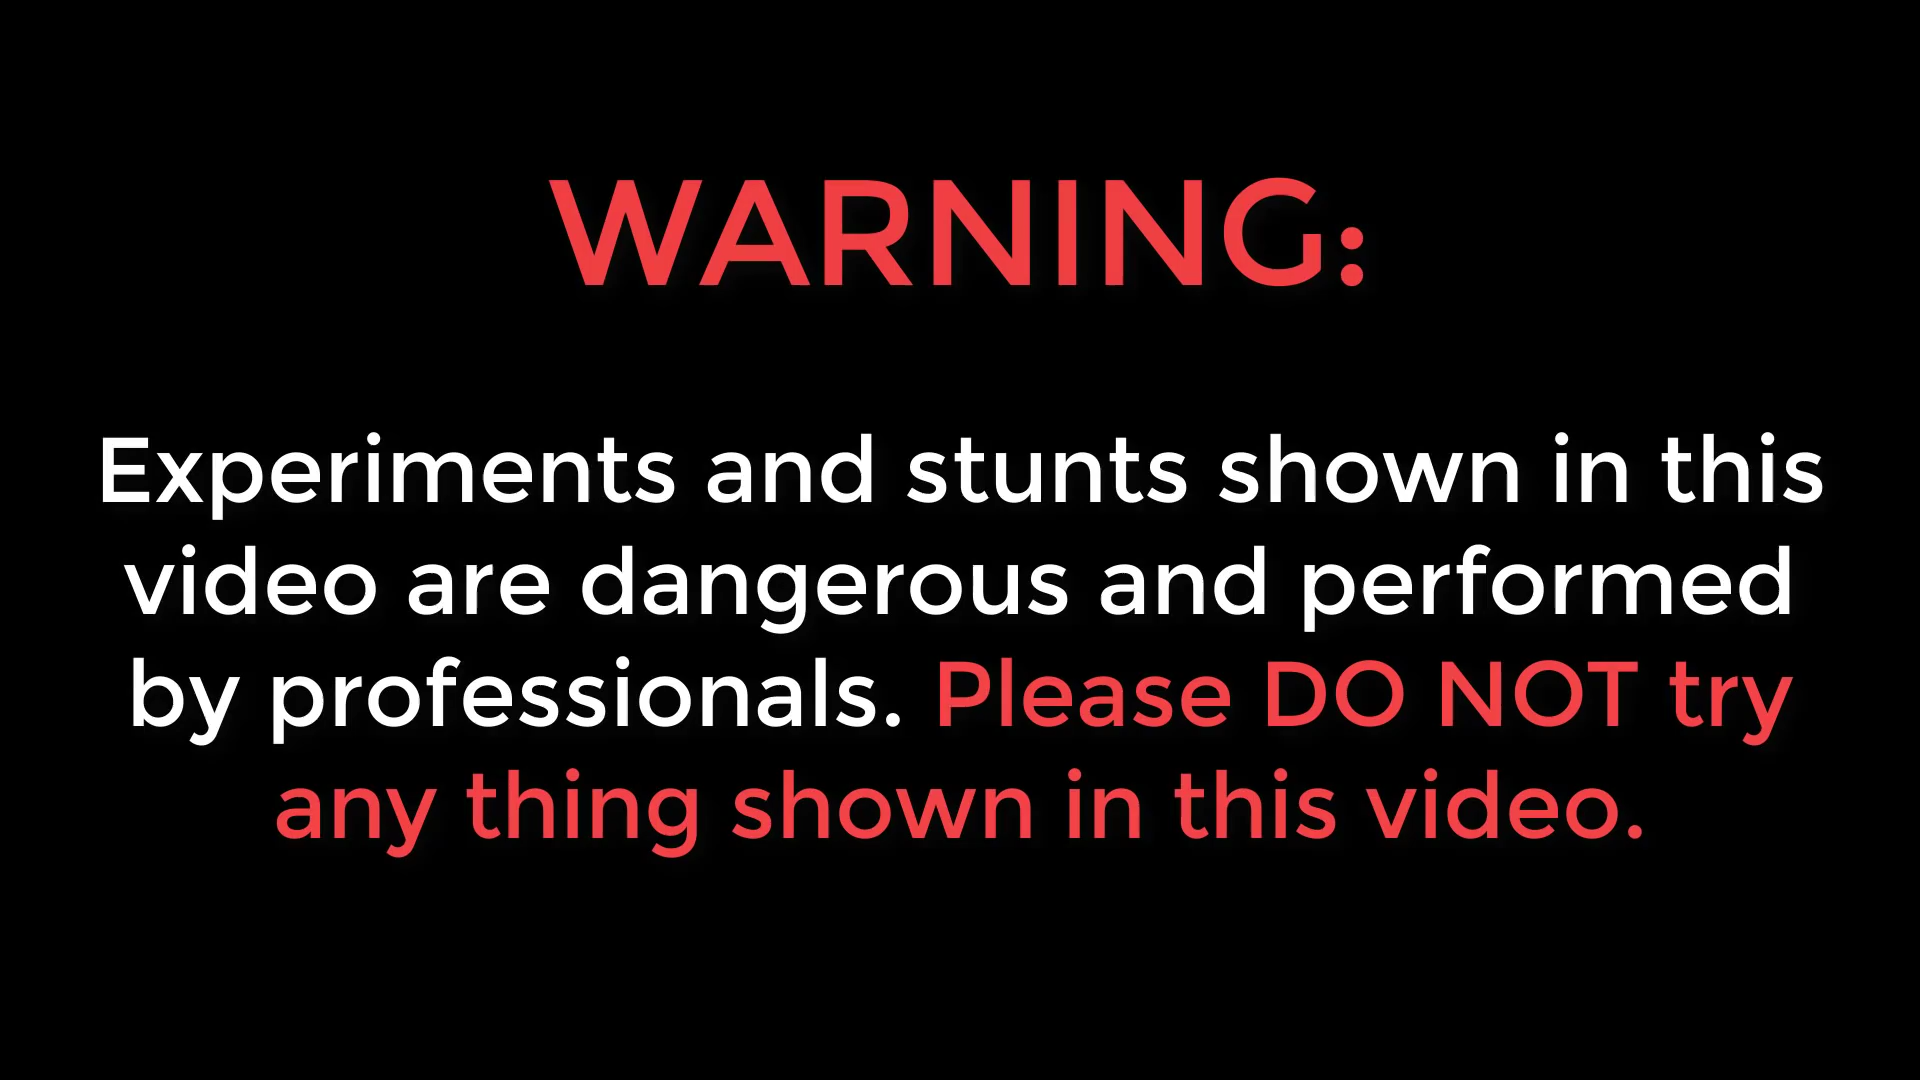 WARNING:
Experiments and stunts shown in this
video are dangerous and performed
by professionals. Please DO NOT try
any thing shown in this video.